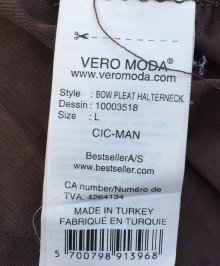 VERO MODA®
www.veromoda.com
Style : BOW PLEAT HALTERNECK
Dessin : 10003518
Size : L
CIC-MAN
BestsellerA/S
www.bestseller.com
CA number/Numéro de
TVA, 4264134
MADE IN TURKEY
FABRIQUÉ EN TURQUIE
5 700798 913968